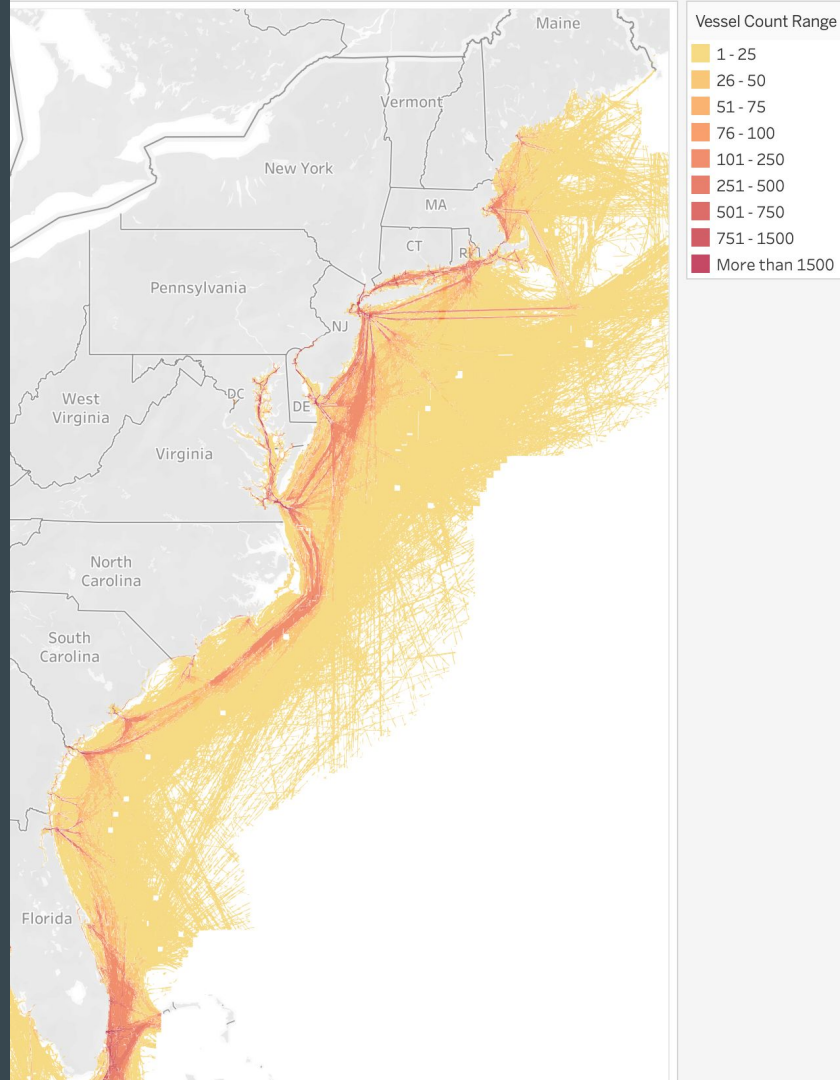 Maine
Vermont
New York
MA
CT
RI
Pennsylvania
NJ
West
Virginia
DC
DE
Virginia
North
Carolina
South
Carolina
Florida
Vessel Count Range
1 - 25
26 - 50
51 - 75
76 - 100
101 - 250
251 - 500
501 - 750
751 - 1500
More than 1500